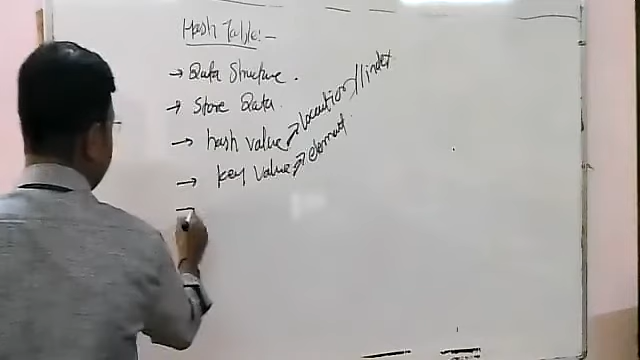 Hash Table:-
→ Data Structure.
→ Store Data.
→ hash value → Location//index.
→ key value → element.